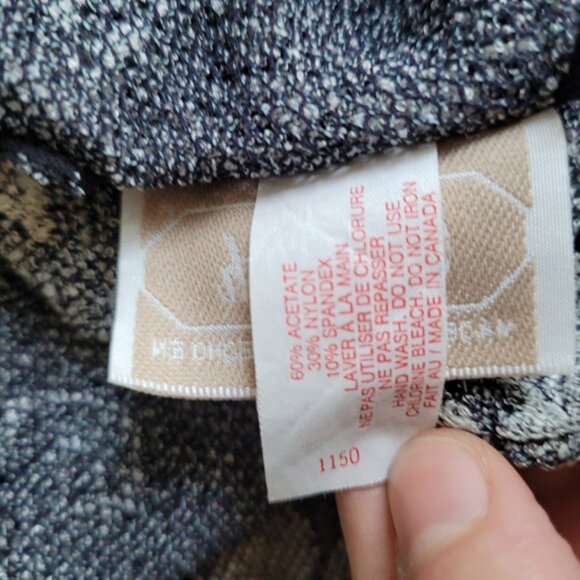 60% ACETATE
30% NYLON
10% SPANDEX
LAVER À LA MAIN
NE PAS UTILISER DE CHLORURE
NE PAS REPASSER
HAND WASH. DO NOT USE
CHLORINE BLEACH. DO NOT IRON
FAIT AU / MADE IN CANADA
1150